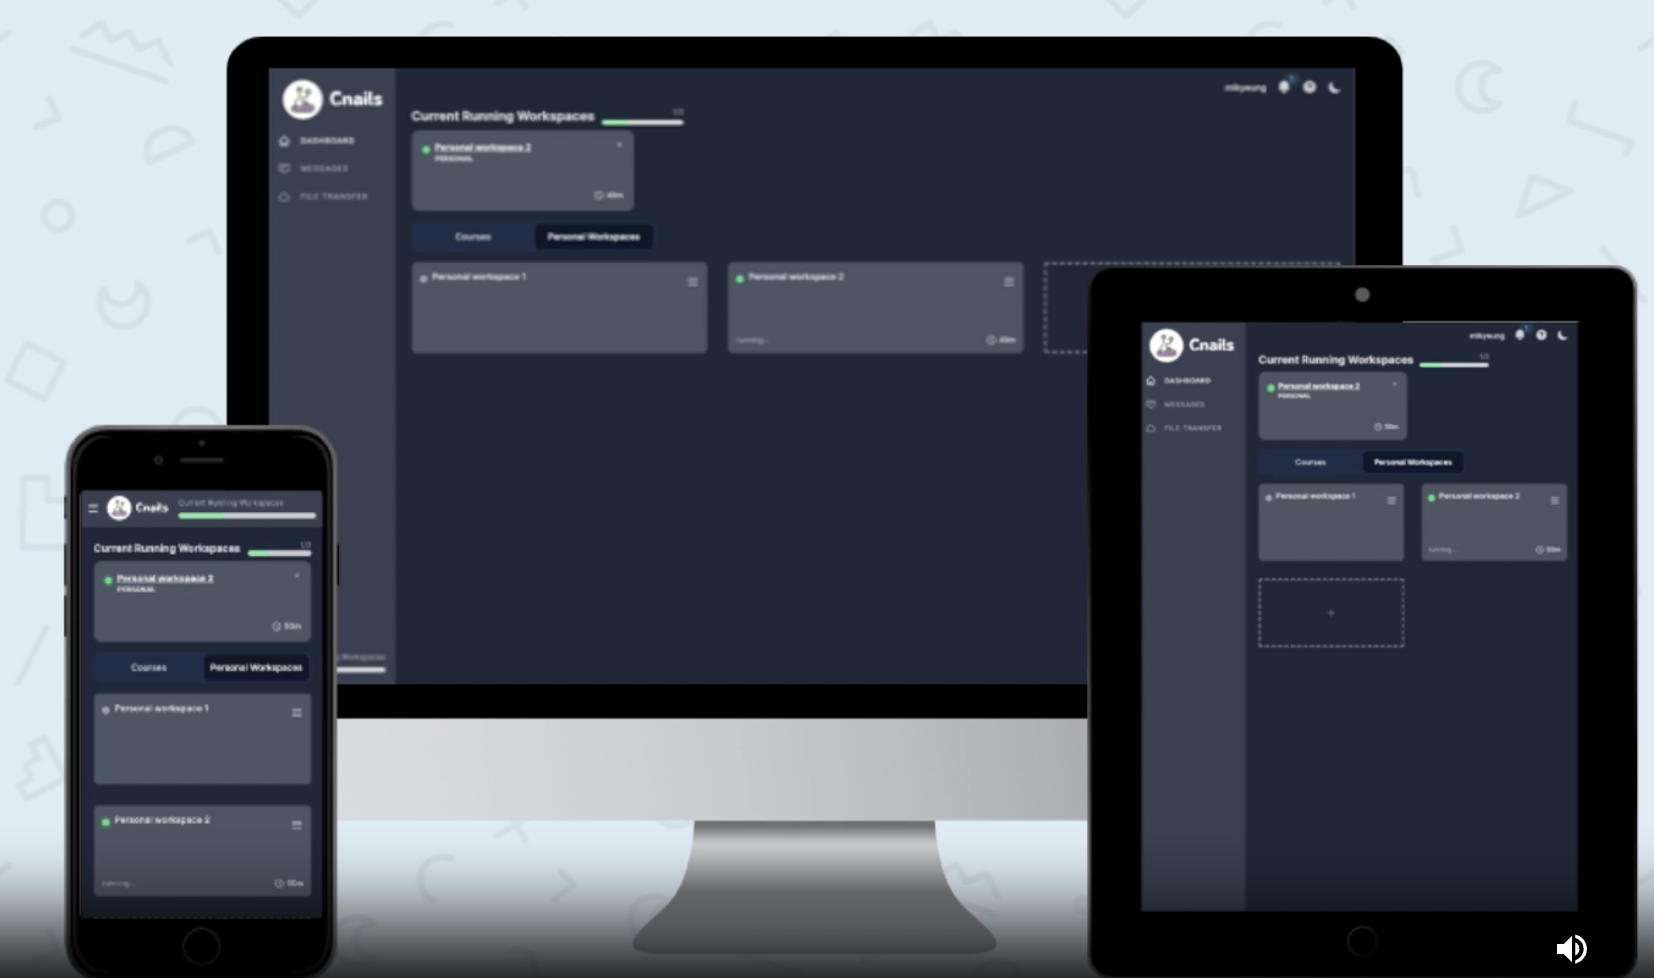 Cnails
mikyeung
Current Running Workspaces
1/3
DASHBOARD
MESSAGES
FILE TRANSFER
Personal workspace 2
PERSONAL
49m
Courses
Personal Workspaces
Personal workspace 1
Personal workspace 2
running...
49m
Workspaces
Cnails
mikyeung
Current Running Workspaces
1/3
DASHBOARD
MESSAGES
FILE TRANSFER
Personal workspace 2
PERSONAL
50m
Courses
Personal Workspaces
Personal workspace 1
Personal workspace 2
running...
50m
+
Cnails
Current Running Workspaces
Current Running Workspaces
1/3
Personal workspace 2
PERSONAL
50m
Courses
Personal Workspaces
Personal workspace 1
Personal workspace 2
running...
50m